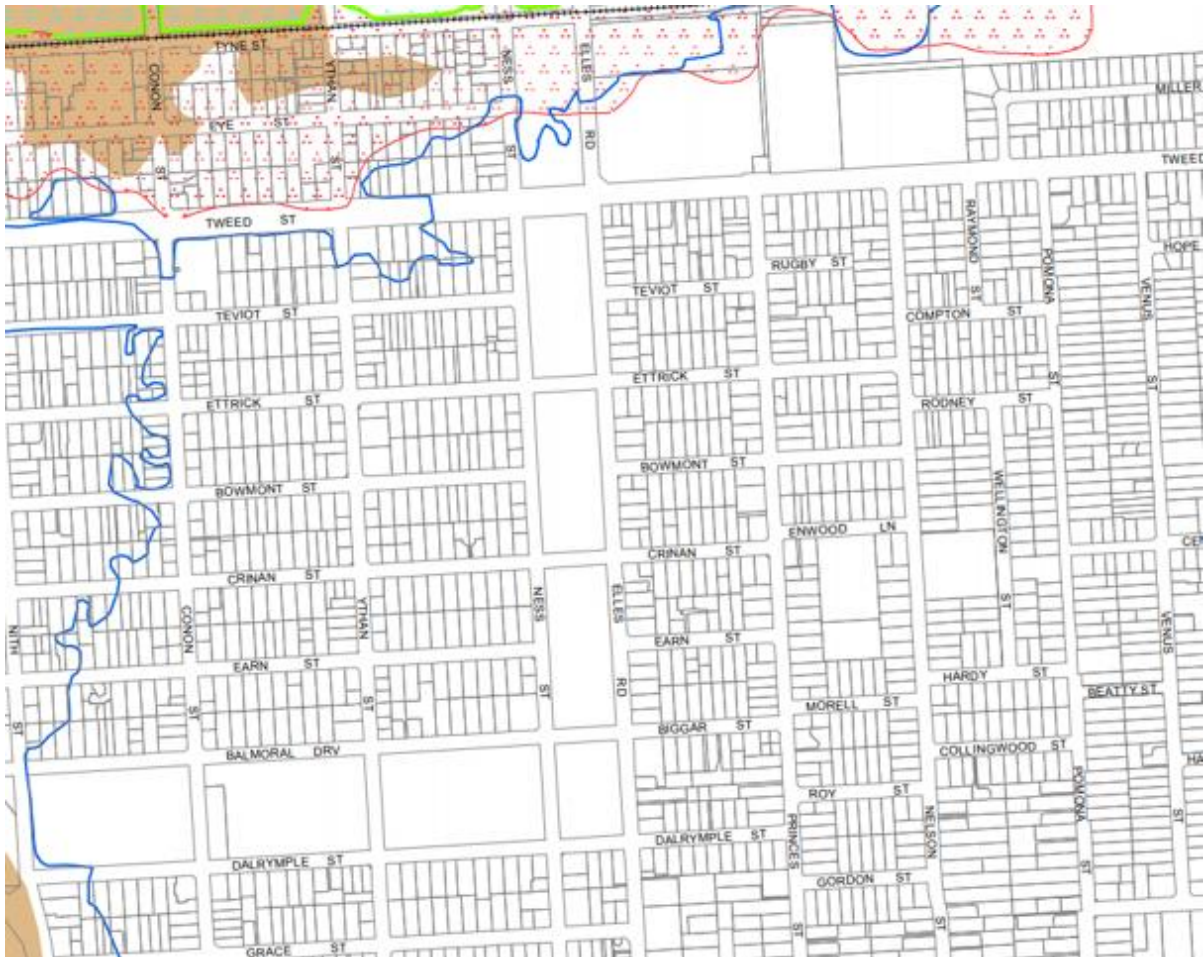 TYNE ST
CONON
YTHAN
NESS
ELLES
MILLER
EYE ST
ST
ST
ST
RD
TWEED
TWEED ST
RAYMOND ST
POMONA
HOPE
RUGBY ST
VENUS
TEVIOT ST
TEVIOT ST
COMPTON ST
ETTRICK ST
ST
ST
ETTRICK ST
RODNEY ST
BOWMONT ST
BOWMONT ST
WELLINGTON
ENWOOD LN
CEN
CRINAN ST
CRINAN ST
NITH
CONON
YTHAN
NESS
ELLES
ST
VENUS
EARN ST
EARN ST
HARDY ST
BEATTY ST
ST
ST
ST
ST
RD
MORELL ST
BIGGAR ST
BALMORAL DRV
COLLINGWOOD ST
HA
ROY ST
POMONA
ST
PRINCES
NELSON
DALRYMPLE ST
DALRYMPLE ST
ST
GORDON ST
ST
ST
GRACE ST